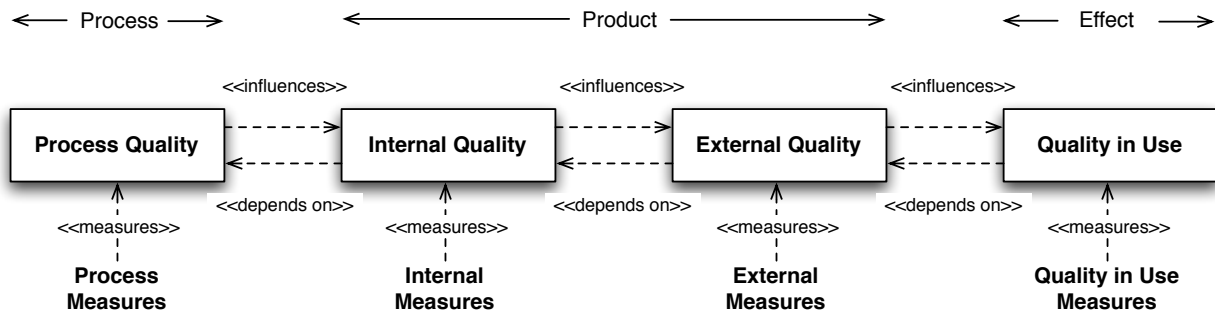 Process
Product
Effect
<<influences>>
<<influences>>
<<influences>>
Process Quality
Internal Quality
External Quality
Quality in Use
<<depends on>>
<<depends on>>
<<depends on>>
<<measures>>
<<measures>>
<<measures>>
<<measures>>
Process
Measures
Internal
Measures
External
Measures
Quality in Use
Measures